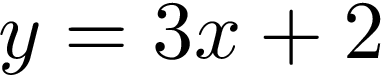 y = 3x + 2